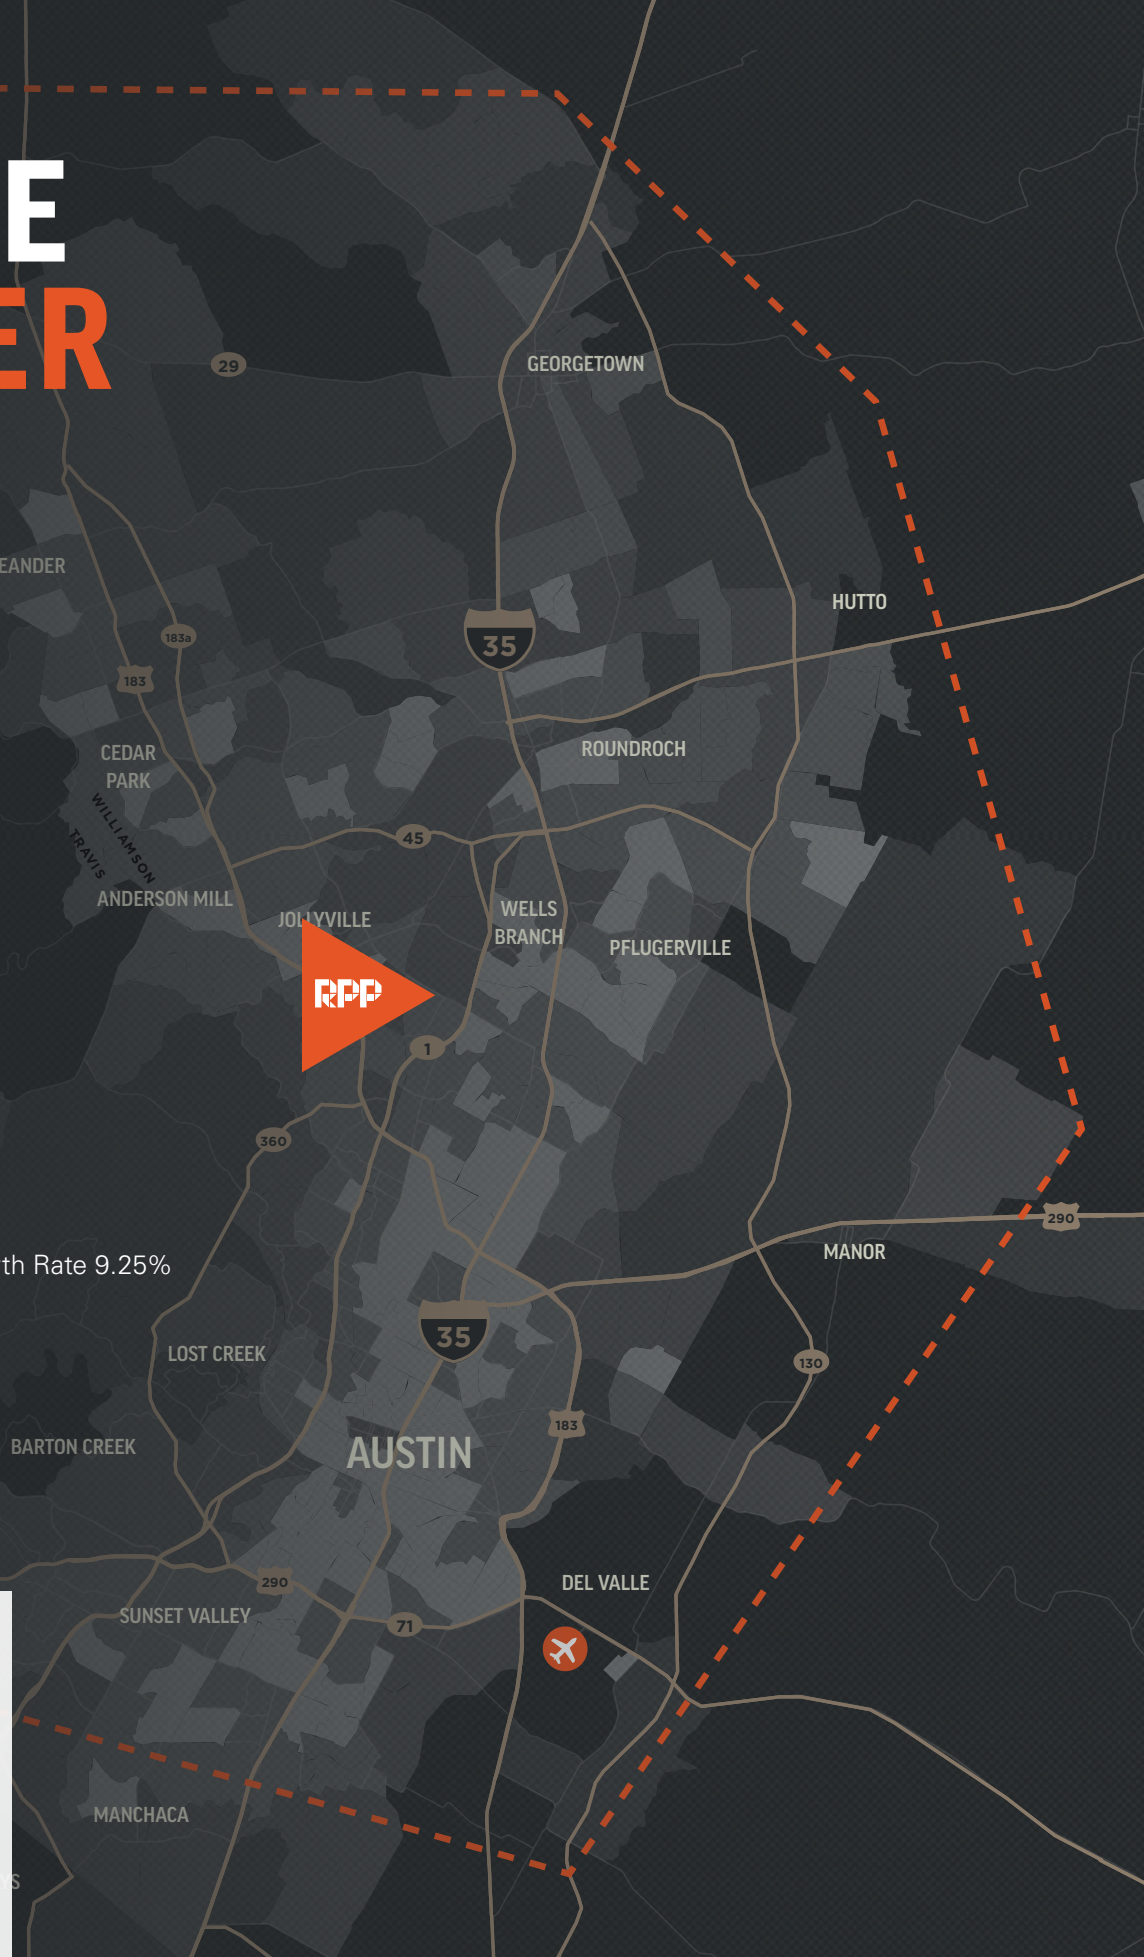 E
ER
29
GEORGETOWN
EANDER
HUTTO
183a
35
183
ROUNDROCH
CEDAR
PARK
WILLIAMSON
TRAVIS
45
ANDERSON MILL
JOLLYVILLE
WELLS
BRANCH
PFLUGERVILLE
RPP
1
360
290
MANOR
th Rate 9.25%
35
LOST CREEK
130
183
BARTON CREEK
AUSTIN
290
DEL VALLE
SUNSET VALLEY
71
MANCHACA
YS